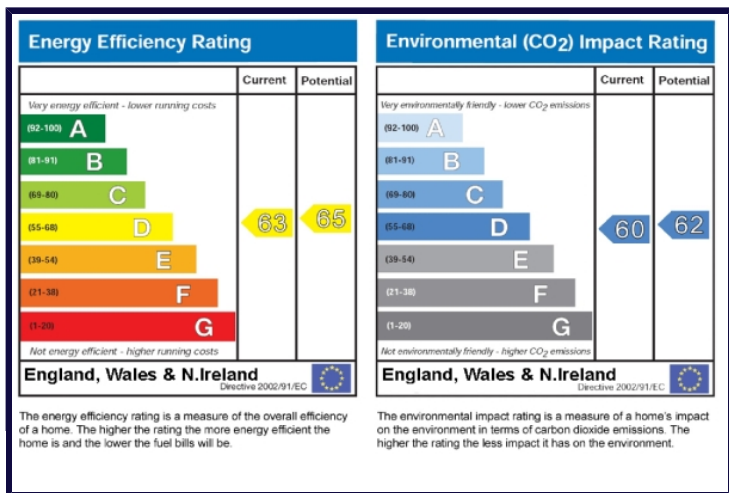 Energy Efficiency Rating
Current Potential
Very energy efficient - lower running costs
(92-100) A
(81-91) B
(69-80) C
(55-68) D
63 65
(39-54) E
(21-38) F
(1-20) G
Not energy efficient - higher running costs
England, Wales & N.Ireland
Directive 2002/91/EC
The energy efficiency rating is a measure of the overall efficiency
of a home. The higher the rating the more energy efficient the
home is and the lower the fuel bills will be.
Environmental (CO2) Impact Rating
Current Potential
Very environmentally friendly - lower CO2 emissions
(92-100) A
(81-91) B
(69-80) C
(55-68) D
60 62
(39-54) E
(21-38) F
(1-20) G
Not environmentally friendly - higher CO2 emissions
England, Wales & N.Ireland
Directive 2002/91/EC
The environmental impact rating is a measure of a home's impact
on the environment in terms of carbon dioxide emissions. The
higher the rating the less impact it has on the environment.